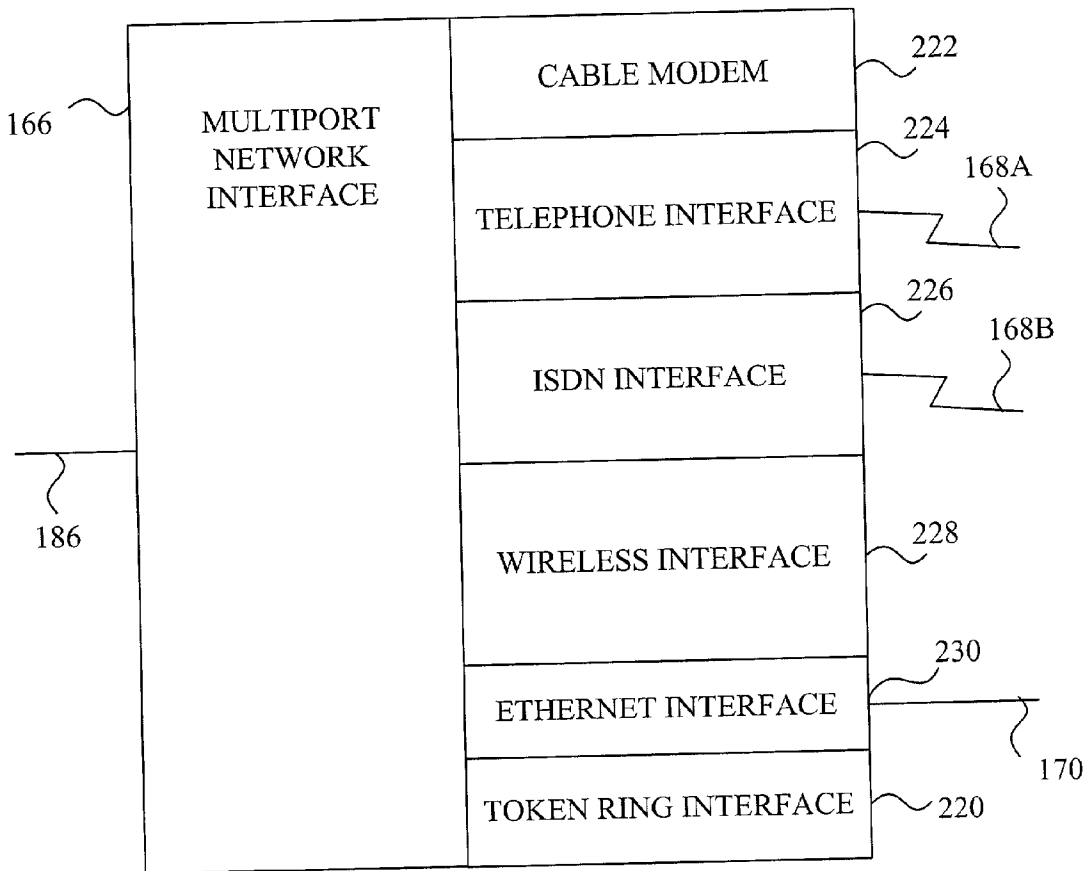 CABLE MODEM
222
166
MULTIPORT
NETWORK
INTERFACE
224
168A
TELEPHONE INTERFACE
226
168B
ISDN INTERFACE
186
WIRELESS INTERFACE
228
230
ETHERNET INTERFACE
170
TOKEN RING INTERFACE
220